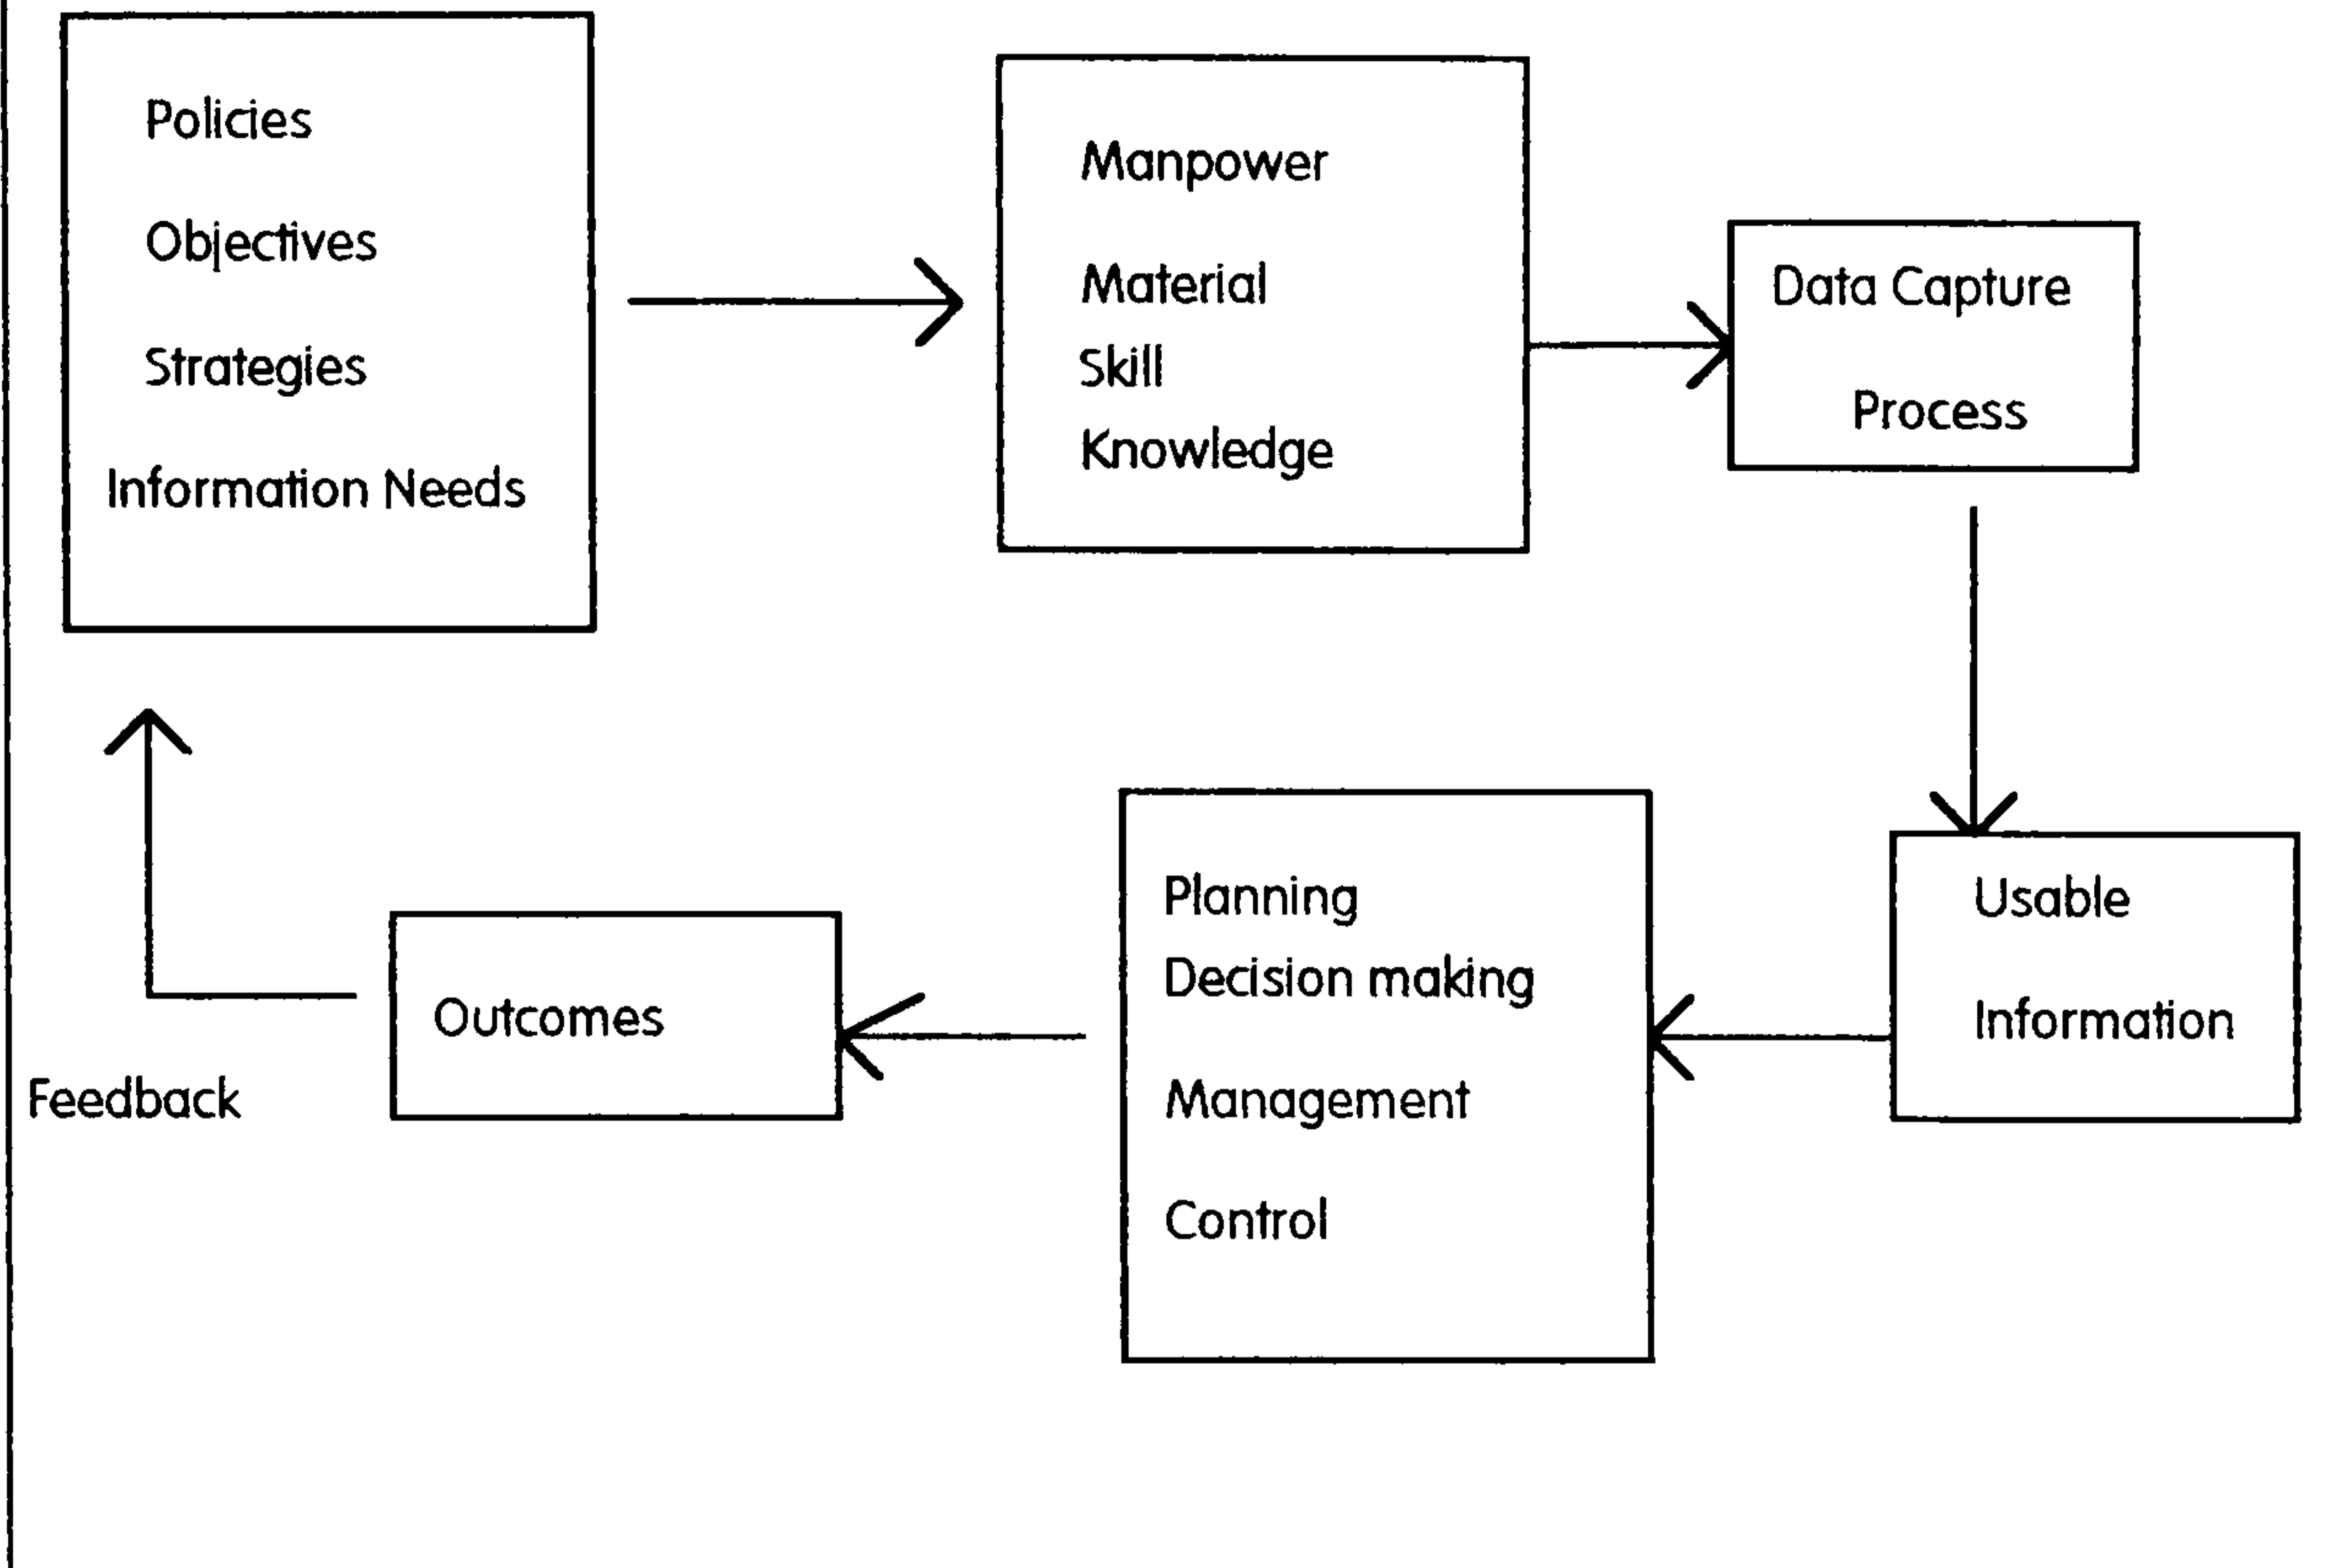 Policies
Objectives
Strategies
Information Needs
Manpower
Material
Skill
Knowledge
Data Capture
Process
Usable
Information
Planning
Decision making
Management
Control
Outcomes
Feedback